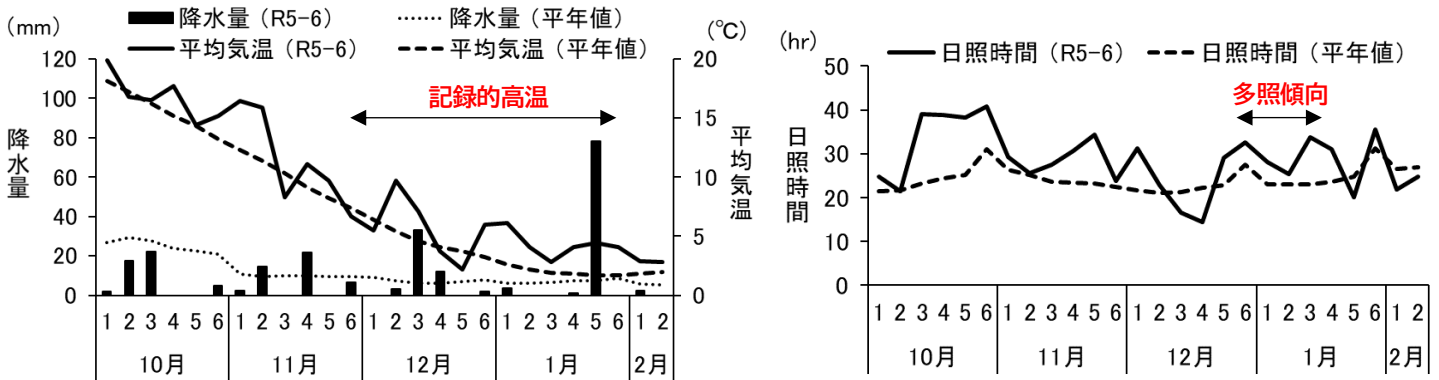 (mm)
降水量（R5-6）
降水量（平年値）
平均気温（R5-6）
平均気温（平年値）
(℃)
120
100
80
60
40
20
0
降水量
20
15
10
5
0
平均気温
記録的高温
1 2 3 4 5 6 1 2 3 4 5 6 1 2 3 4 5 6 1 2 3 4 5 6 1 2
10月 11月 12月 1月 2月
(hr)
日照時間（R5-6）
日照時間（平年値）
50
40
30
20
10
0
日照時間
多照傾向
1 2 3 4 5 6 1 2 3 4 5 6 1 2 3 4 5 6 1 2 3 4 5 6 1 2
10月 11月 12月 1月 2月